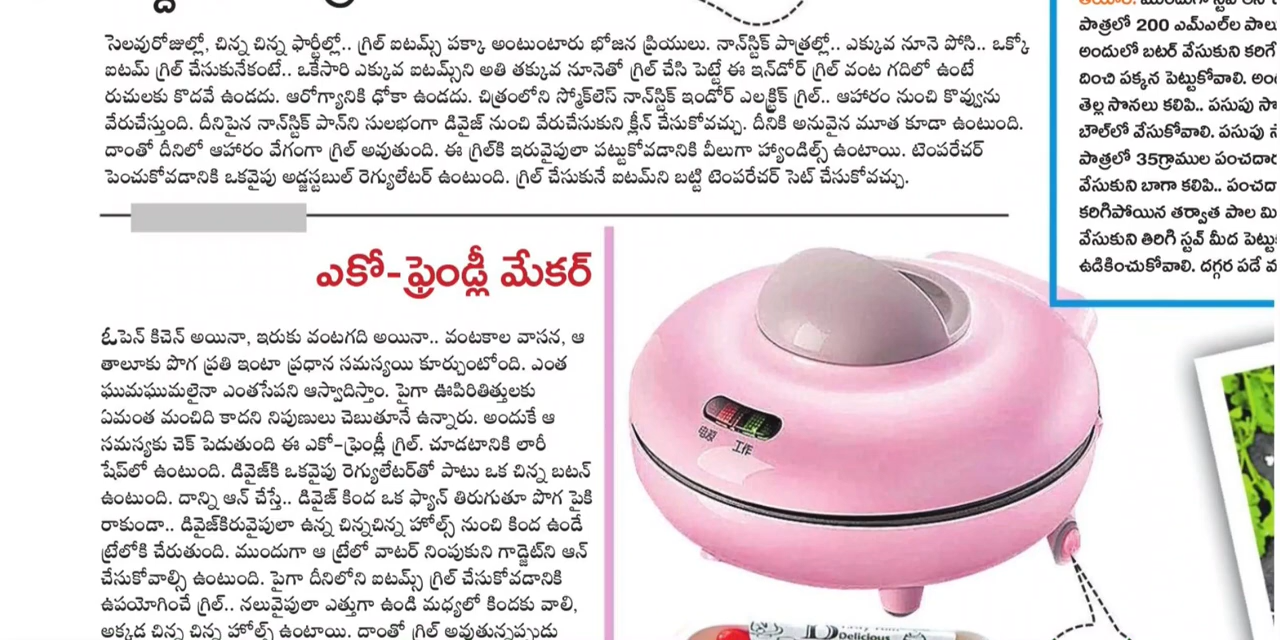 సెలవురోజుల్లో, చిన్న చిన్న ఫార్టీల్లో.. గ్రిల్ ఐటమ్స్ పక్కా అంటుంటారు భోజన ప్రియులు. నాన్‌స్టిక్ పాత్రల్లో.. ఎక్కువ నూనె పోసి.. ఒక్కో
ఐటమ్ గ్రిల్ చేసుకునేకంటే.. ఒకేసారి ఎక్కువ ఐటమ్స్‌ని అతి తక్కువ నూనెతో గ్రిల్ చేసి పెట్టే ఈ ఇన్‌డోర్ గ్రిల్ వంట గదిలో ఉంటే
రుచులకు కొదవే ఉండదు. ఆరోగ్యానికి ఢోకా ఉండదు. చిత్రంలోని స్మోక్‌లెస్ నాన్‌స్టిక్ ఇండోర్ ఎలక్ట్రిక్ గ్రిల్.. ఆహారం నుంచి కొవ్వును
వేరుచేస్తుంది. దీనిపైన నాన్‌స్టిక్ పాన్‌ని సులభంగా డివైజ్ నుంచి వేరుచేసుకుని క్లీన్ చేసుకోవచ్చు. దీనికి అనువైన మూత కూడా ఉంటుంది.
దాంతో దీనిలో ఆహారం వేగంగా గ్రిల్ అవుతుంది. ఈ గ్రిల్‌కి ఇరువైపులా పట్టుకోవడానికి వీలుగా హ్యాండిల్స్ ఉంటాయి. టెంపరేచర్
పెంచుకోవడానికి ఒకవైపు అడ్జస్టబుల్ రెగ్యులేటర్ ఉంటుంది. గ్రిల్ చేసుకునే ఐటమ్‌ని బట్టి టెంపరేచర్ సెట్ చేసుకోవచ్చు.
ఎకో-ఫ్రెండ్లీ మేకర్
ఓపెన్ కిచెన్ అయినా, ఇరుకు వంటగది అయినా.. వంటకాల వాసన, ఆ
తాలూకు పొగ ప్రతి ఇంటా ప్రధాన సమస్యయి కూర్చుంటోంది. ఎంత
ఘుమఘుమలైనా ఎంతసేపని ఆస్వాదిస్తాం. పైగా ఊపిరితిత్తులకు
ఏమంత మంచిది కాదని నిపుణులు చెబుతూనే ఉన్నారు. అందుకే ఆ
సమస్యకు చెక్ పెడుతుంది ఈ ఎకో-ఫ్రెండ్లీ గ్రిల్. చూడటానికి లారీ
షేప్‌లో ఉంటుంది. డివైజ్‌కి ఒకవైపు రెగ్యులేటర్‌తో పాటు ఒక చిన్న బటన్
ఉంటుంది. దాన్ని ఆన్ చేస్తే.. డివైజ్ కింద ఒక ఫ్యాన్ తిరుగుతూ పొగ పైకి
రాకుండా.. డివైజ్‌కిరువైపులా ఉన్న చిన్నచిన్న హోల్స్ నుంచి కింద ఉండే
ట్రేలోకి చేరుతుంది. ముందుగా ఆ ట్రేలో వాటర్ నింపుకుని గాడ్జెట్‌ని ఆన్
చేసుకోవాల్సి ఉంటుంది. పైగా దీనిలోని ఐటమ్స్ గ్రిల్ చేసుకోవడానికి
ఉపయోగించే గ్రిల్.. నలువైపులా ఎత్తుగా ఉండి మధ్యలో కిందకు వాలి,
అక్కడ చిన్న చిన్న హోల్స్ ఉంటాయి. దాంతో గ్రిల్ అవుతున్నప్పుడు
电源
工作
Delicious
పాత్రలో 200 ఎమ్ఎల్‌ల పాలు
అందులో బటర్ వేసుకుని కరిగే
దించి పక్కన పెట్టుకోవాలి.
తెల్ల సొనలు కలిపి.. పసుపు
బౌల్‌లో వేసుకోవాలి. పసుపు
పాత్రలో 35గ్రాముల
వేసుకుని బాగా కలిపి..
కరిగిపోయిన తర్వాత పాల
వేసుకుని తిరిగి స్టవ్ మీద
ఉడికించుకోవాలి. దగ్గర పడే